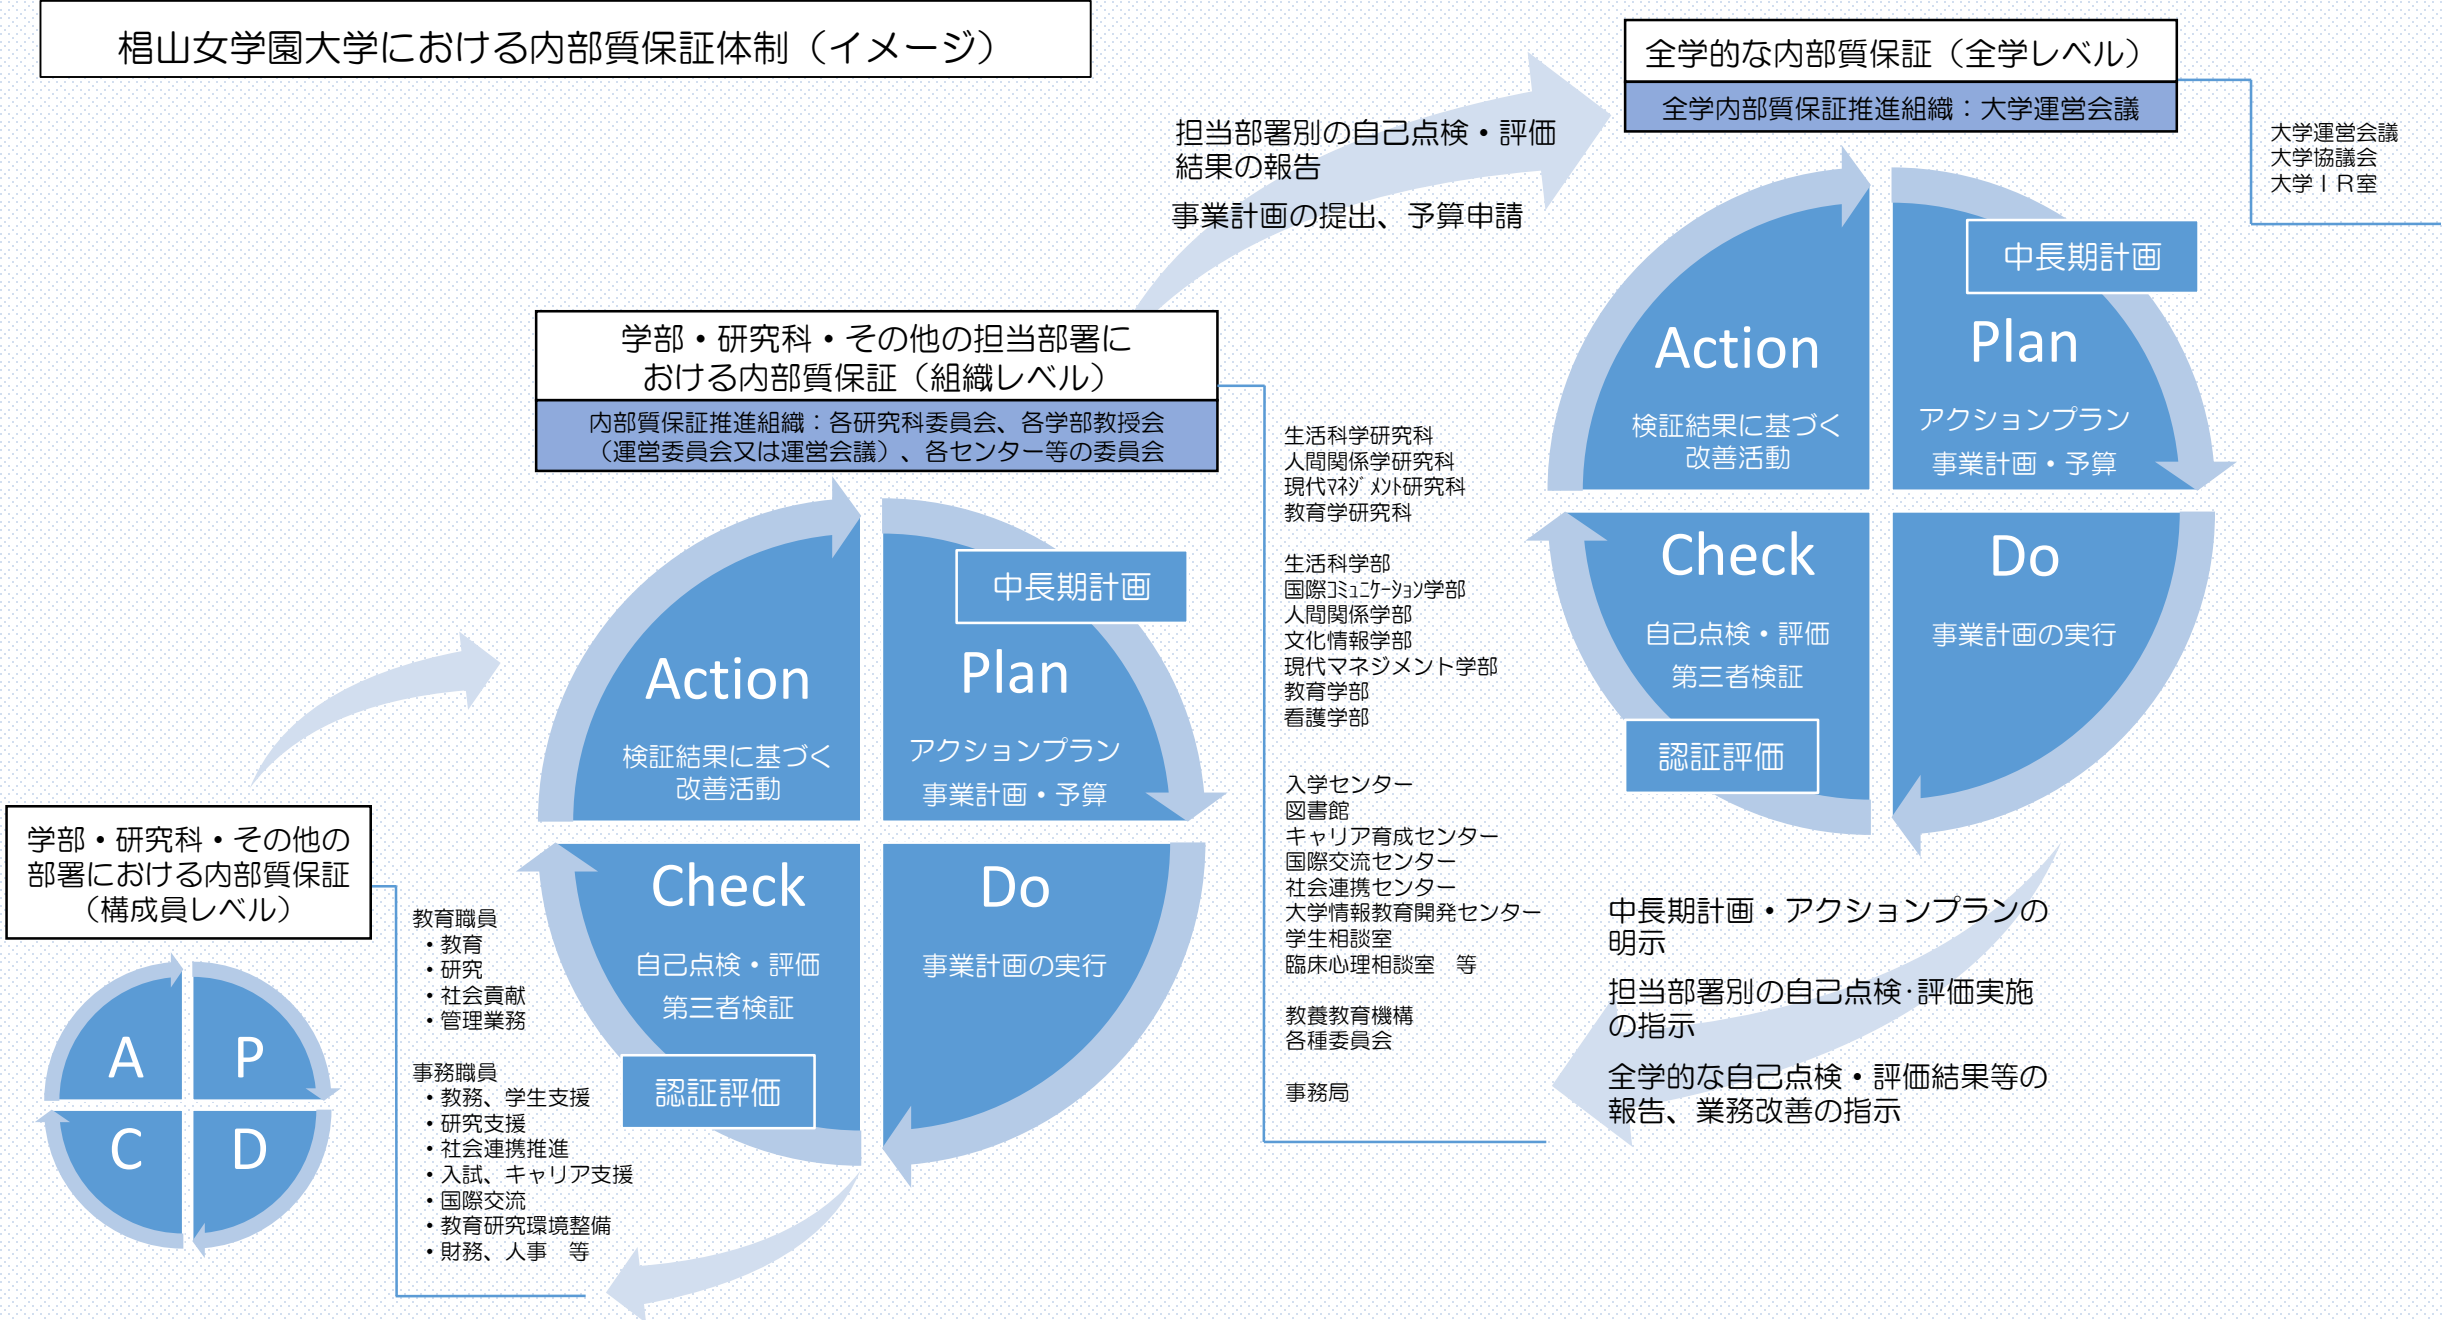 椙山女学園大学における内部質保証体制（イメージ）
全学的な内部質保証（全学レベル）
全学内部質保証推進組織：大学運営会議
大学運営会議
大学協議会
大学ＩＲ室
担当部署別の自己点検・評価
結果の報告
事業計画の提出、予算申請
Action
検証結果に基づく
改善活動
中長期計画
Plan
アクションプラン
事業計画・予算
Check
自己点検・評価
第三者検証
認証評価
Do
事業計画の実行
学部・研究科・その他の担当部署に
おける内部質保証（組織レベル）
内部質保証推進組織：各研究科委員会、各学部教授会
（運営委員会又は運営会議）、各センター等の委員会
生活科学研究科
人間関係学研究科
現代ﾏﾈｼﾞﾒﾝﾄ研究科
教育学研究科
生活科学部
国際ｺﾐｭﾆｹｰｼｮﾝ学部
人間関係学部
文化情報学部
現代マネジメント学部
教育学部
看護学部
入学センター
図書館
キャリア育成センター
国際交流センター
社会連携センター
大学情報教育開発センター
学生相談室
臨床心理相談室　等
教養教育機構
各種委員会
事務局
Action
検証結果に基づく
改善活動
中長期計画
Plan
アクションプラン
事業計画・予算
Check
自己点検・評価
第三者検証
認証評価
Do
事業計画の実行
中長期計画・アクションプランの
明示
担当部署別の自己点検･評価実施
の指示
全学的な自己点検・評価結果等の
報告、業務改善の指示
学部・研究科・その他の
部署における内部質保証
（構成員レベル）
A
P
C
D
教育職員
・教育
・研究
・社会貢献
・管理業務
事務職員
・教務、学生支援
・研究支援
・社会連携推進
・入試、キャリア支援
・国際交流
・教育研究環境整備
・財務、人事　等